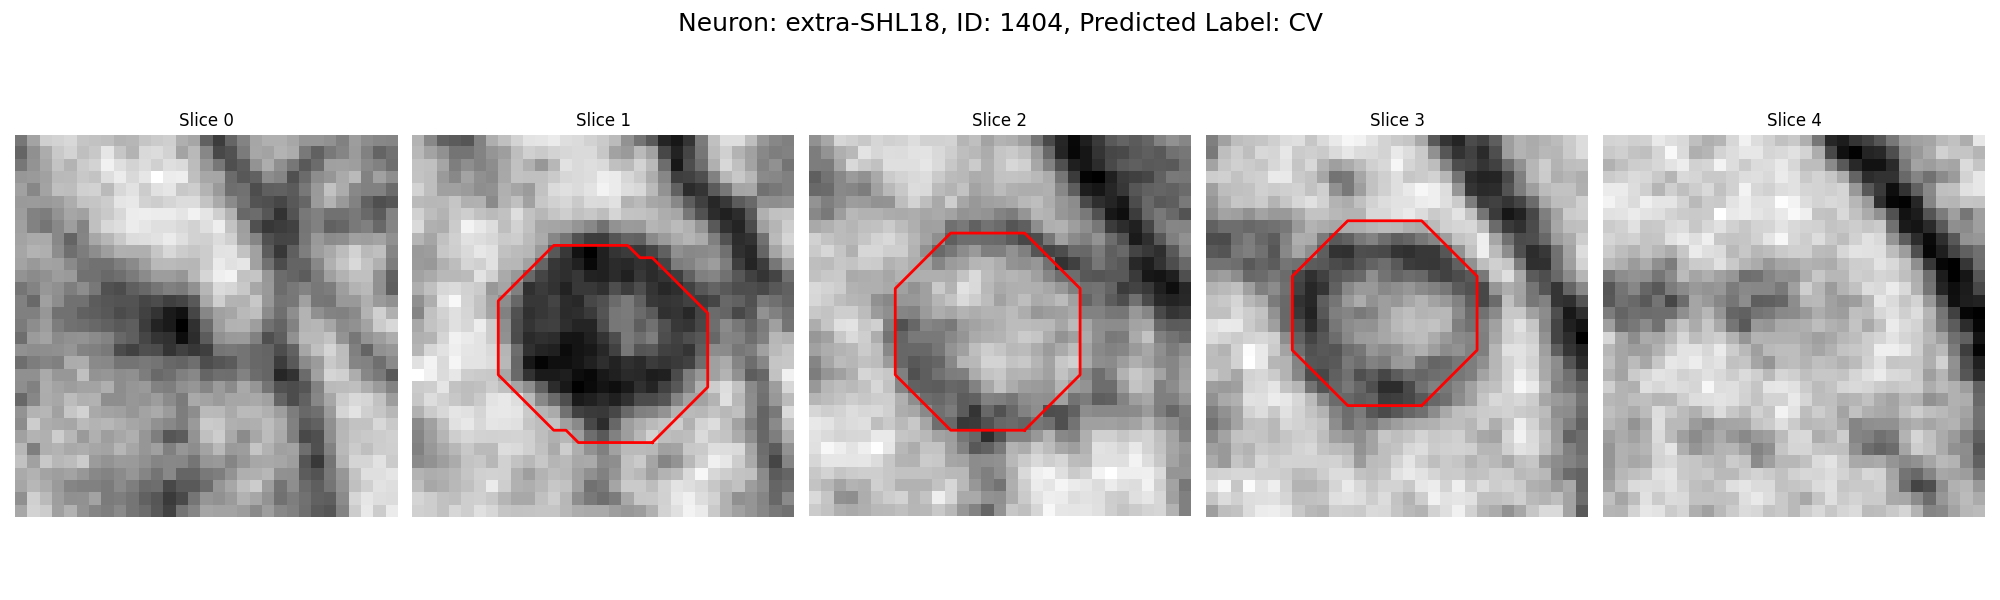 Neuron: extra-SHL18, ID: 1404, Predicted Label: CV
Slice 0
Slice 1
Slice 2
Slice 3
Slice 4